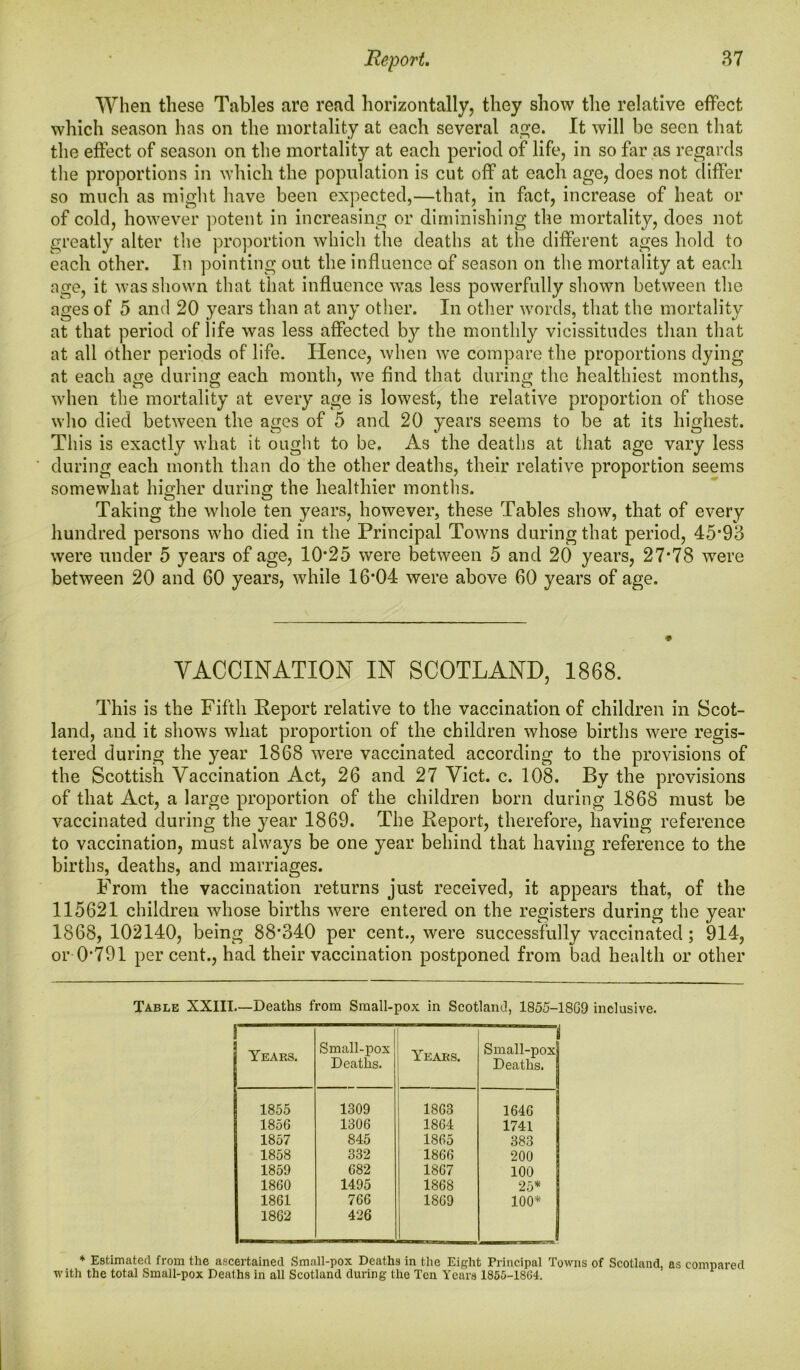 Report. 37
When these Tables are read horizontally, they show the relative effect
which season has on the mortality at each several age. It will be seen that
the effect of season on the mortality at each period of life, in so far as regards
the proportions in which the population is cut off at each age, does not differ
so much as might have been expected,—that, in fact, increase of heat or
of cold, however potent in increasing or diminishing the mortality, does not
greatly alter the proportion which the deaths at the different ages hold to
each other. In pointing out the influence of season on the mortality at each
age, it was shown that that influence was less powerfully shown between the
ages of 5 and 20 years than at any other. In other words, that the mortality
at that period of life was less affected by the monthly vicissitudes than that
at all other periods of life. Hence, when we compare the proportions dying
at each age during each month, we find that during the healthiest months,
when the mortality at every age is lowest, the relative proportion of those
who died between the ages of 5 and 20 years seems to be at its highest.
This is exactly what it ought to be. As the deaths at that age vary less
during each month than do the other deaths, their relative proportion seems
somewhat higher during the healthier months.
Taking the whole ten years, however, these Tables show, that of every
hundred persons who died in the Principal Towns during that period, 45·93
were under 5 years of age, 10·25 were between 5 and 20 years, 27·78 were
between 20 and 60 years, while 16·04 were above 60 years of age.
VACCINATION IN SCOTLAND, 1868.
This is the Fifth Report relative to the vaccination of children in Scot-
land, and it shows what proportion of the children whose births were regis-
tered during the year 1868 were vaccinated according to the provisions of
the Scottish Vaccination Act, 26 and 27 Vict. c. 108. By the provisions
of that Act, a large proportion of the children born during 1868 must be
vaccinated during the year 1869. The Report, therefore, having reference
to vaccination, must always be one year behind that having reference to the
births, deaths, and marriages.
From the vaccination returns just received, it appears that, of the
115621 children whose births were entered on the registers during the year
1868, 102140, being 88·340 per cent., were successfully vaccinated; 914,
or 0·791 per cent., had their vaccination postponed from bad health or other
TABLE XXIII.—Deaths from Small-pox in Scotland, 1855-1869 inclusive.
YEARS. Small-pox Deaths. YEARS. Small-pox Deaths.
1855 1309 1863 1646
1856 1306 1864 1741
1857 845 1865 383
1858 332 1866 200
1859 682 1867 100
1860 1495 1868 25*
1861 766 1869 100*
1862 426
* Estimated from the ascertained Small-pox Deaths in the Eight Principal Towns of Scotland, as compared
with the total Small-pox Deaths in all Scotland during the Ten Years 1855-1864.